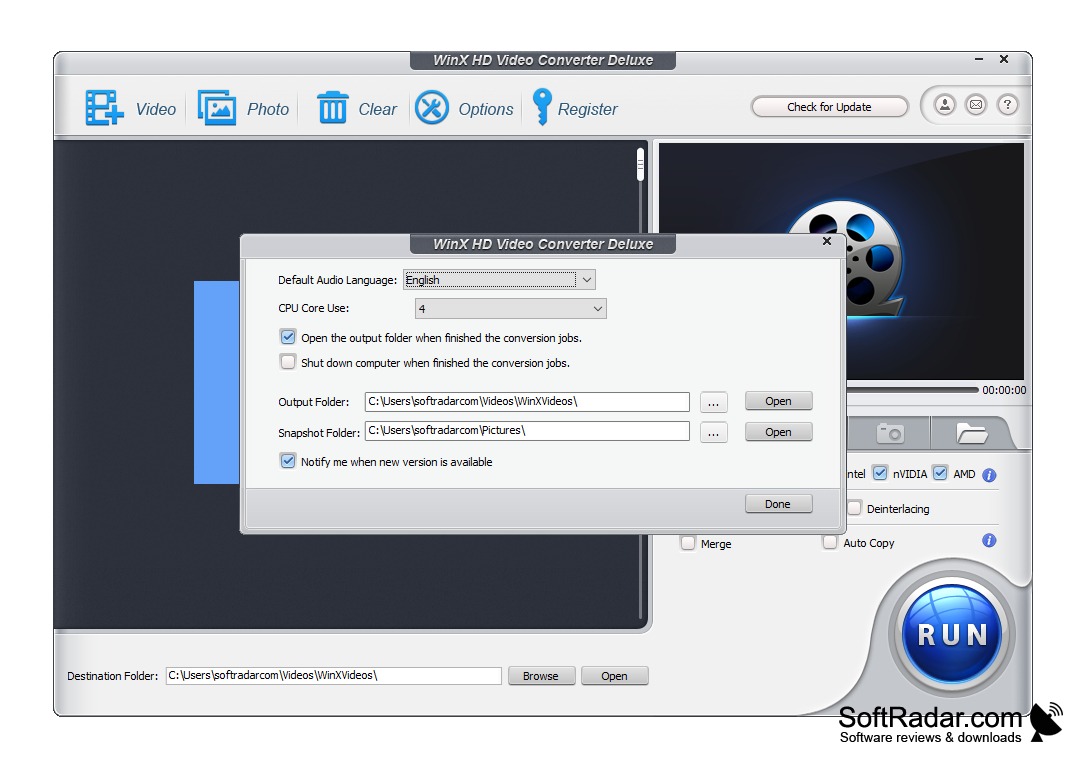 WinX HD Video Converter Deluxe
Video Photo Clear Options Register Check for Update ?
WinX HD Video Converter Deluxe
Default Audio Language: English
CPU Core Use: 4
Open the output folder when finished the conversion jobs.
Shut down computer when finished the conversion jobs.
Output Folder: C:\Users\softradarcom\Videos\WinXVideos\ ... Open
Snapshot Folder: C:\Users\softradarcom\Pictures\ ... Open
Notify me when new version is available
Done
00:00:00
ntel nVIDIA AMD i
Deinterlacing
Merge Auto Copy i
RUN
Destination Folder: C:\Users\softradarcom\Videos\WinXVideos\ Browse Open
SoftRadar.com
Software reviews & downloads